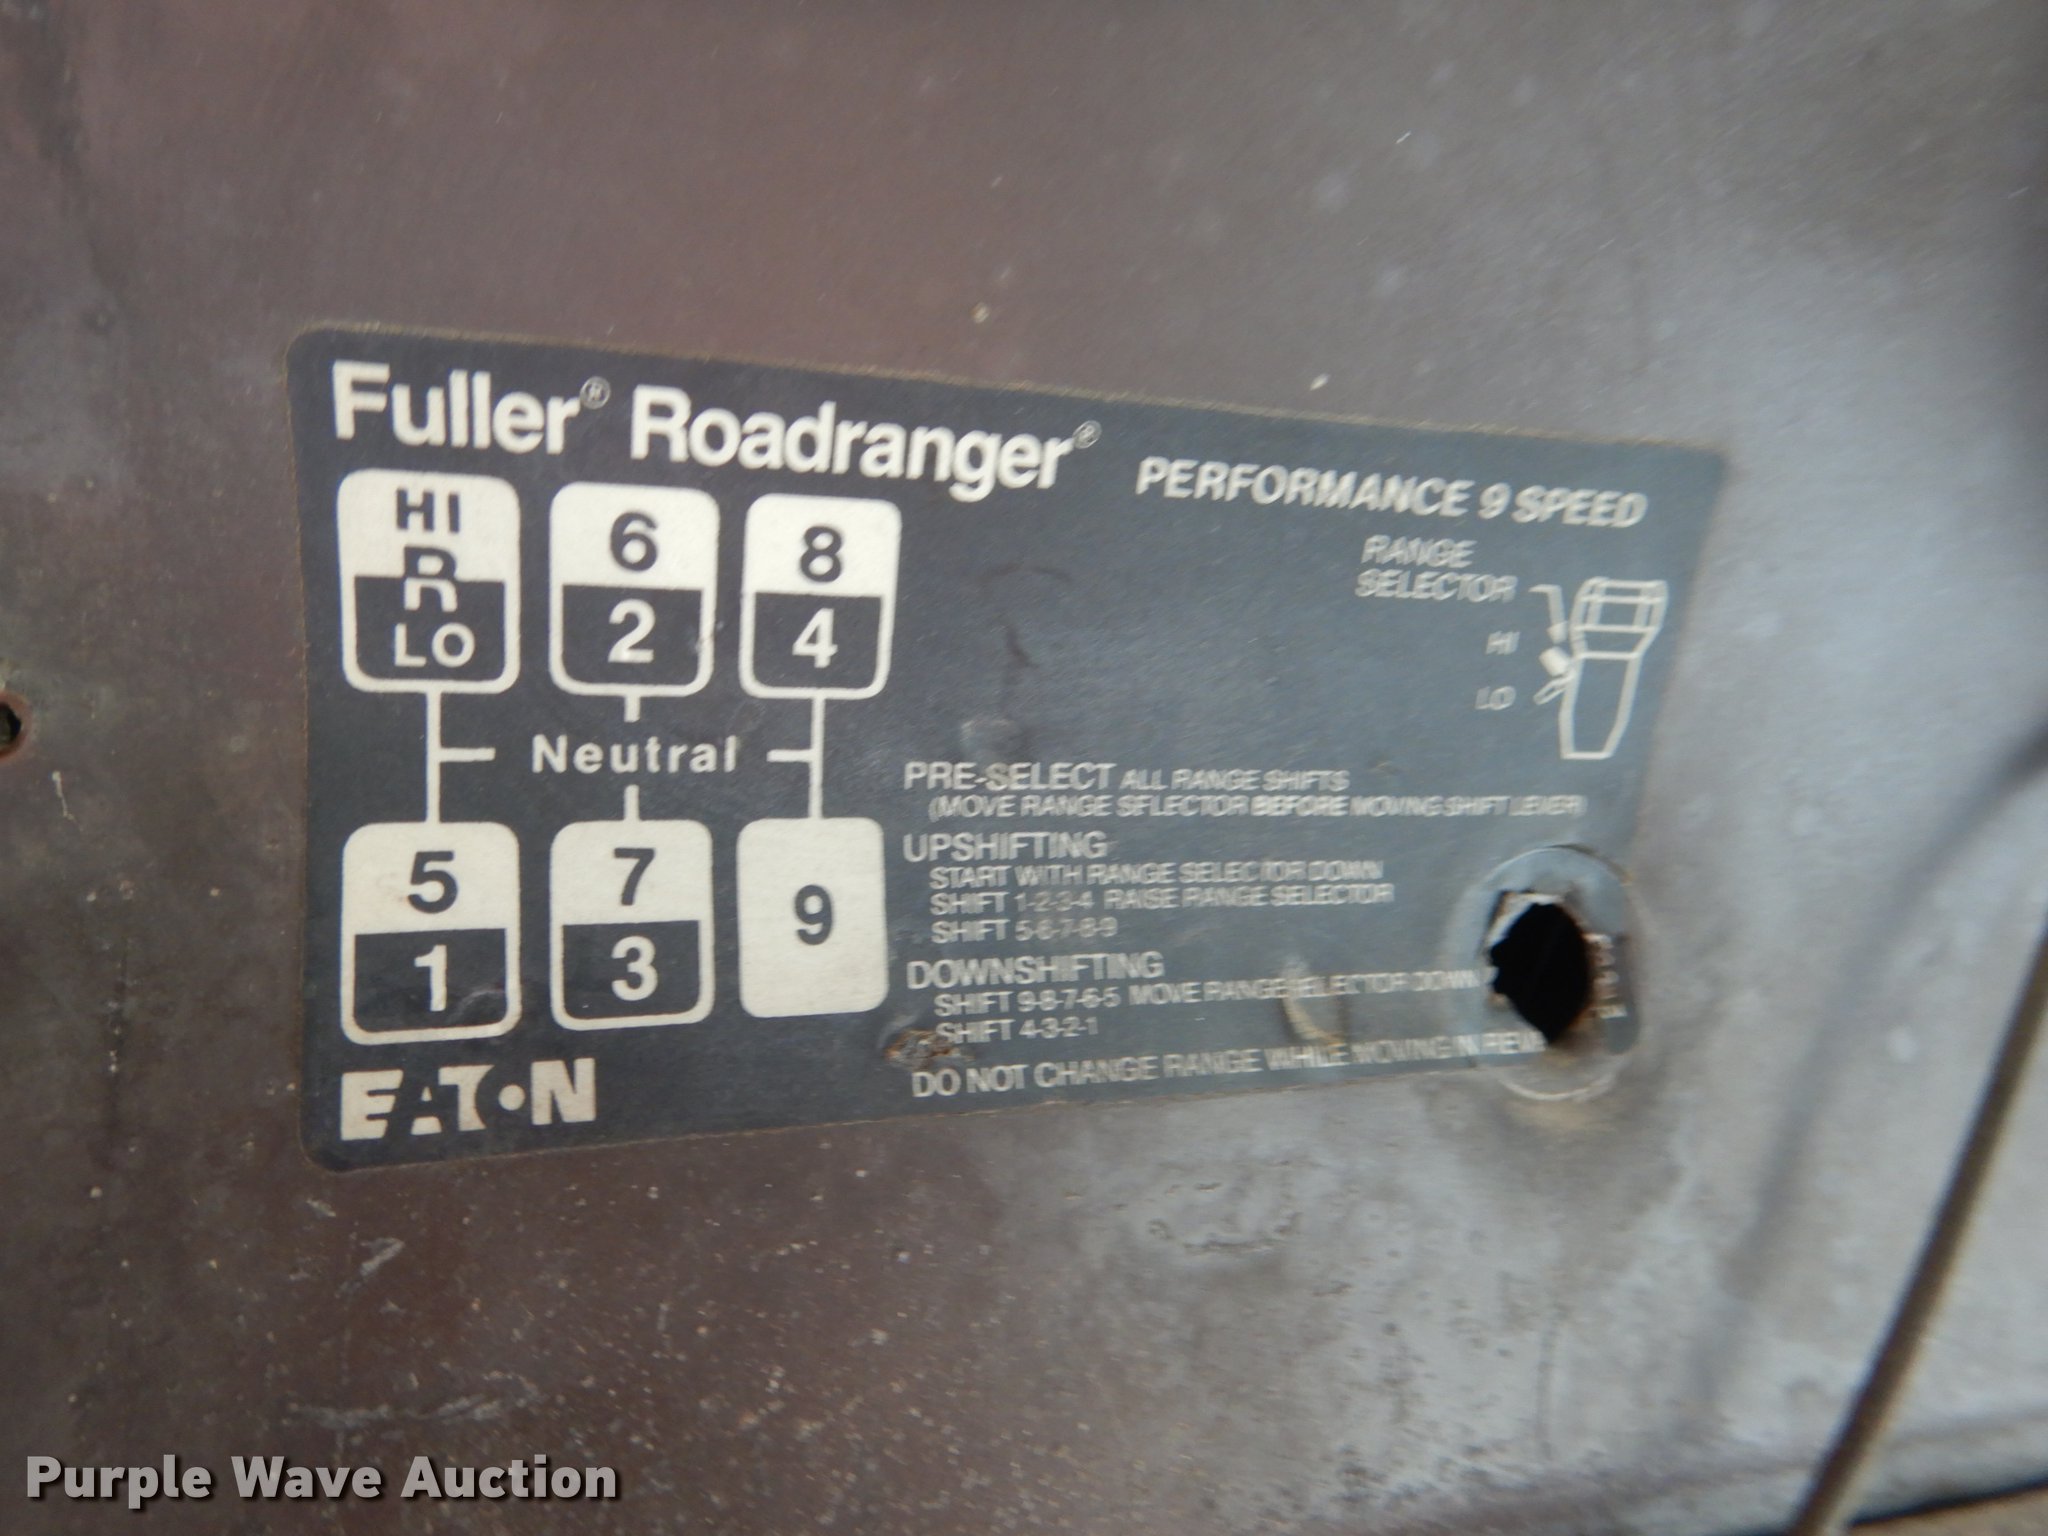 Fuller® Roadranger®
PERFORMANCE 9 SPEED
HI
R
LO
6
2
8
4
Neutral
5
1
7
3
9
EATON
RANGE
SELECTOR
HI
LO
PRE-SELECT ALL RANGE SHIFTS
(MOVE RANGE SELECTOR BEFORE MOVING SHIFT LEVER)
UPSHIFTING
START WITH RANGE SELECTOR DOWN
SHIFT 1-2-3-4 RAISE RANGE SELECTOR
SHIFT 5-6-7-8-9
DOWNSHIFTING
SHIFT 9-8-7-6-5 MOVE RANGE SELECTOR DOWN
SHIFT 4-3-2-1
DO NOT CHANGE RANGE WHILE MOVING IN
Purple Wave Auction